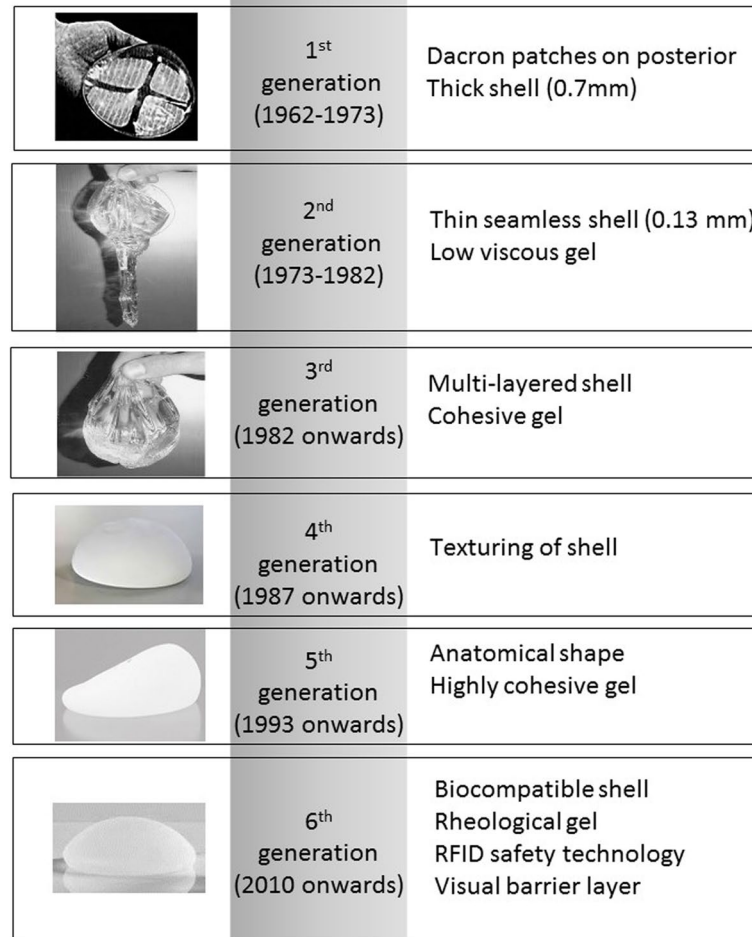 1st
generation
(1962-1973)
Dacron patches on posterior
Thick shell (0.7mm)
2nd
generation
(1973-1982)
Thin seamless shell (0.13 mm)
Low viscous gel
3rd
generation
(1982 onwards)
Multi-layered shell
Cohesive gel
4th
generation
(1987 onwards)
Texturing of shell
5th
generation
(1993 onwards)
Anatomical shape
Highly cohesive gel
6th
generation
(2010 onwards)
Biocompatible shell
Rheological gel
RFID safety technology
Visual barrier layer